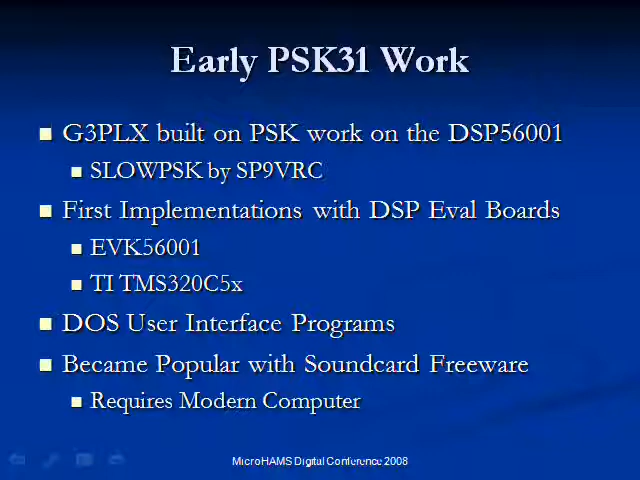 Early PSK31 Work
G3PLX built on PSK work on the DSP56001
SLOWPSK by SP9VRC
First Implementations with DSP Eval Boards
EVK56001
TI TMS320C5x
DOS User Interface Programs
Became Popular with Soundcard Freeware
Requires Modern Computer
MicroHAMS Digital Conference 2008